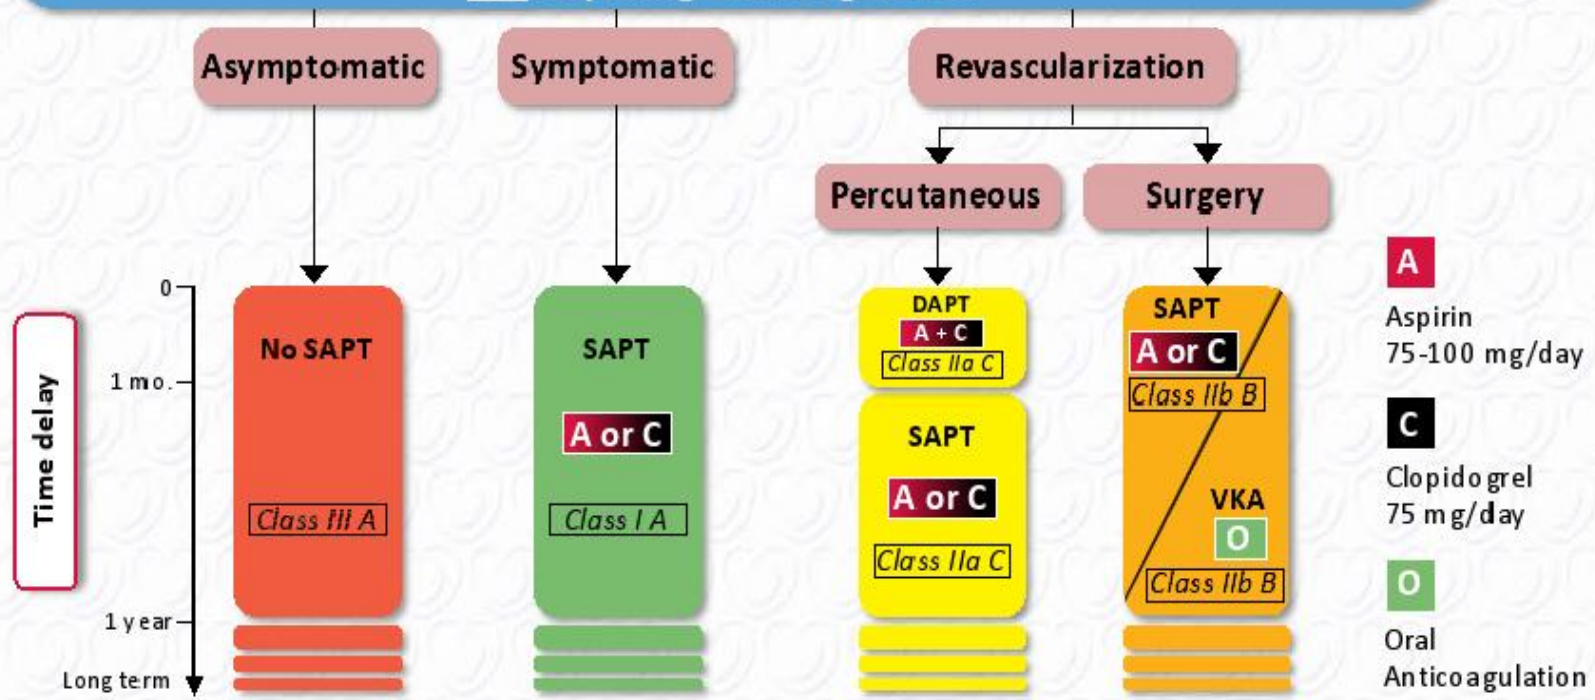 Asymptomatic
Symptomatic
Revascularization
Percutaneous
Surgery
Time delay
0
1 mo.
1 year
Long term
No SAPT
Class III A
SAPT
A or C
Class I A
DAPT
A + C
Class IIa C
SAPT
A or C
Class IIa C
SAPT
A or C
Class IIb B
VKA
O
Class IIb B
A
Aspirin
75-100 mg/day
C
Clopidogrel
75 mg/day
O
Oral
Anticoagulation